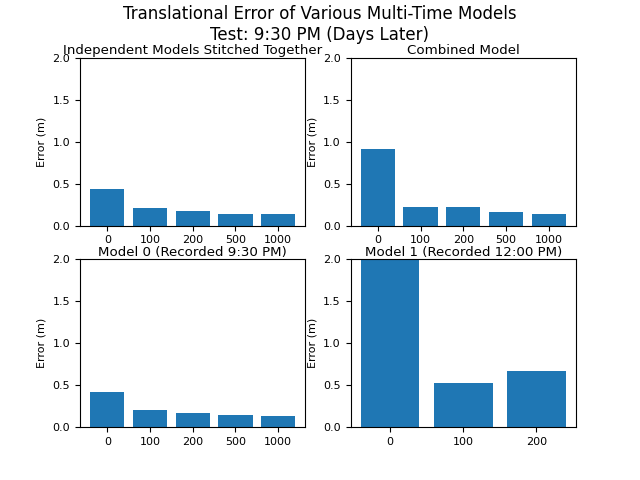 Translational Error of Various Multi-Time Models
Test: 9:30 PM (Days Later)
Independent Models Stitched Together
Error (m)
2.0
1.5
1.0
0.5
0.0
0 100 200 500 1000
Combined Model
Error (m)
2.0
1.5
1.0
0.5
0.0
0 100 200 500 1000
Model 0 (Recorded 9:30 PM)
Error (m)
2.0
1.5
1.0
0.5
0.0
0 100 200 500 1000
Model 1 (Recorded 12:00 PM)
Error (m)
2.0
1.5
1.0
0.5
0.0
0 100 200